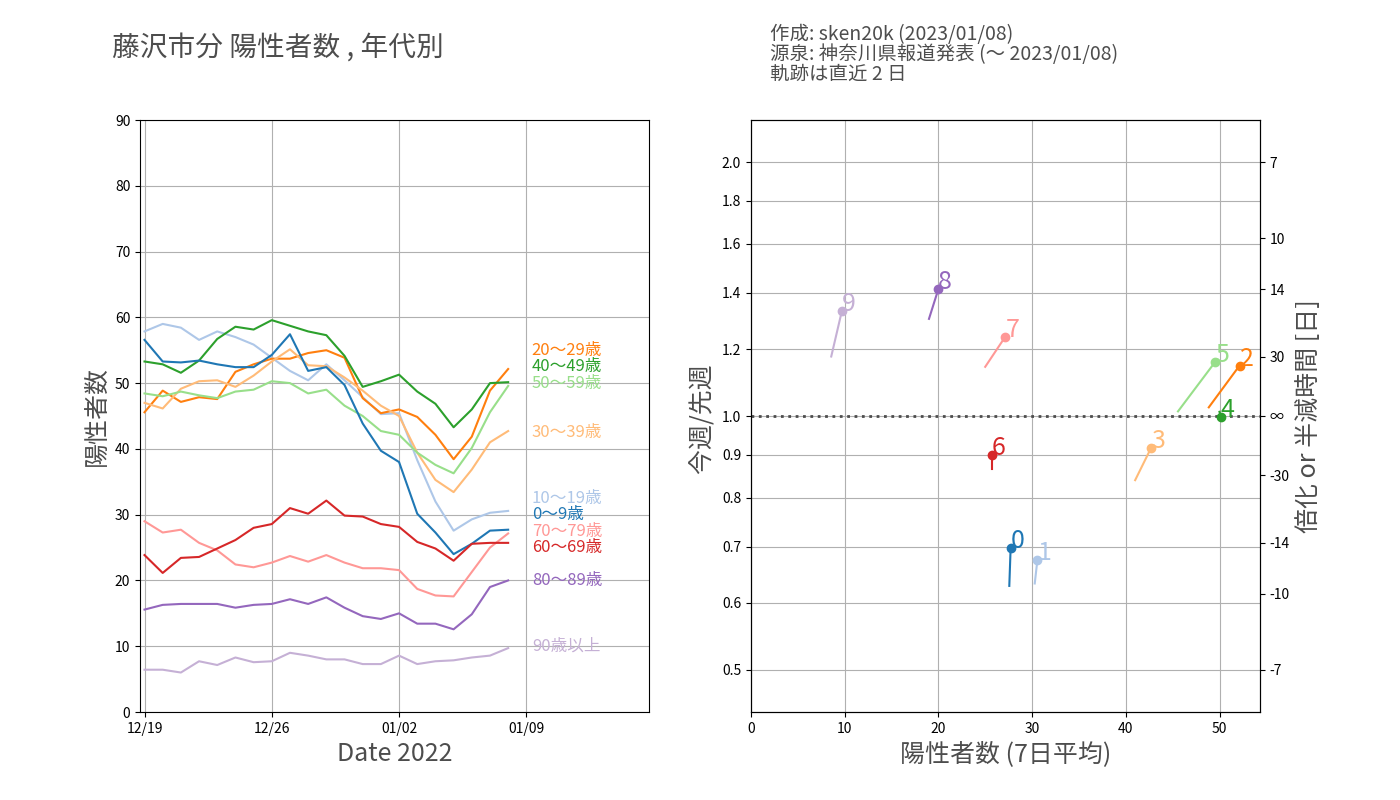 藤沢市分 陽性者数 , 年代別
作成: sken20k (2023/01/08)
源泉: 神奈川県報道発表 (～ 2023/01/08)
軌跡は直近 2 日
陽性者数
90
80
70
60
50
40
30
20
10
0
12/19
12/26
01/02
01/09
Date 2022
20～29歳
40～49歳
50～59歳
30～39歳
10～19歳
0～9歳
70～79歳
60～69歳
80～89歳
90歳以上
今週/先週
2.0
1.8
1.6
1.4
1.2
1.0
0.9
0.8
0.7
0.6
0.5
0
10
20
30
40
50
陽性者数 (7日平均)
9
8
7
5
2
4
3
6
0
1
7
10
14
30
∞
-30
-14
-10
-7
倍化 or 半減時間 [日]